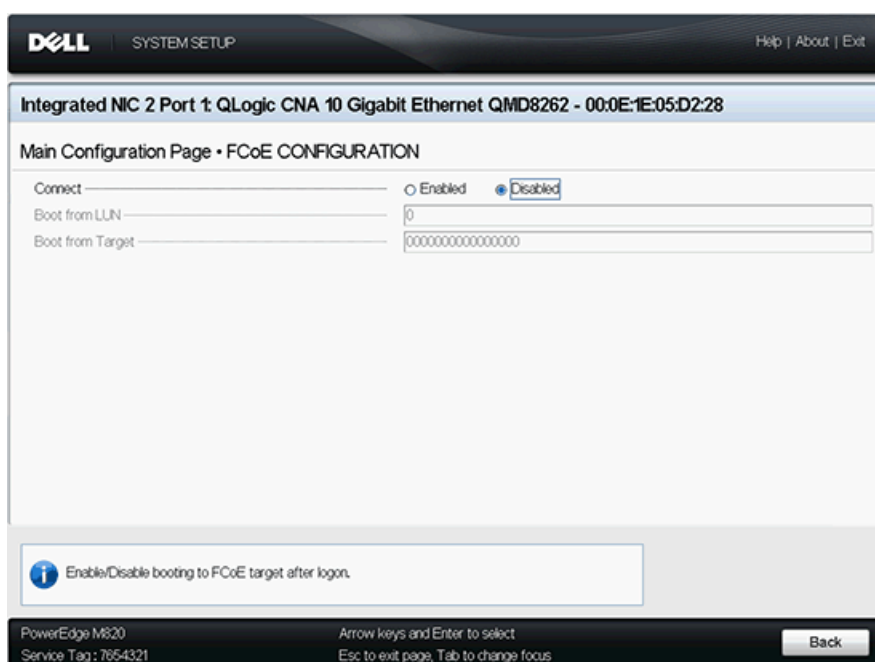 DELL SYSTEM SETUP Help | About | Exit
Integrated NIC 2 Port 1: QLogic CNA 10 Gigabit Ethernet QMD8262 - 00:0E:1E:05:D2:28
Main Configuration Page • FCoE CONFIGURATION
Connect Enabled Disabled
Boot from LUN 0
Boot from Target 0000000000000000
Enable/Disable booting to FCoE target after logon.
PowerEdge M820 Arrow keys and Enter to select
Service Tag : 7654321 Esc to exit page, Tab to change focus
Back